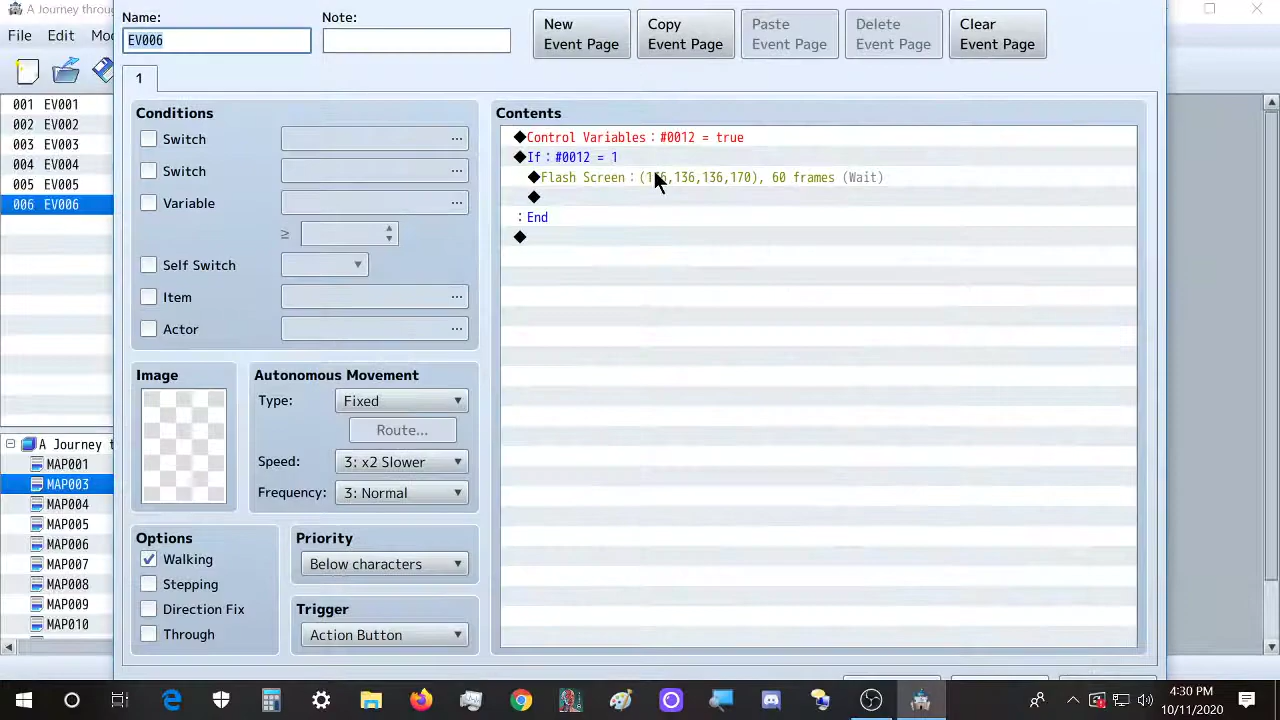 A Journey throu
Name:
Note:
EV006
New
Event Page
Copy
Event Page
Paste
Event Page
Delete
Event Page
Clear
Event Page
File Edit Mo
1
001 EV001
002 EV002
003 EV003
004 EV004
005 EV005
006 EV006
Conditions
Switch ...
Switch ...
Variable ...
≥
Self Switch
Item ...
Actor ...
Contents
◆Control Variables：#0012 = true
◆If：#0012 = 1
◆Flash Screen：(136,136,136,170), 60 frames (Wait)
◆
：End
◆
Image
Autonomous Movement
Type: Fixed
Route...
Speed: 3: x2 Slower
Frequency: 3: Normal
A Journey t
MAP001
MAP003
MAP004
MAP005
MAP006
MAP007
MAP008
MAP009
MAP010
Options
Walking
Stepping
Direction Fix
Through
Priority
Below characters
Trigger
Action Button
4:30 PM
10/11/2020